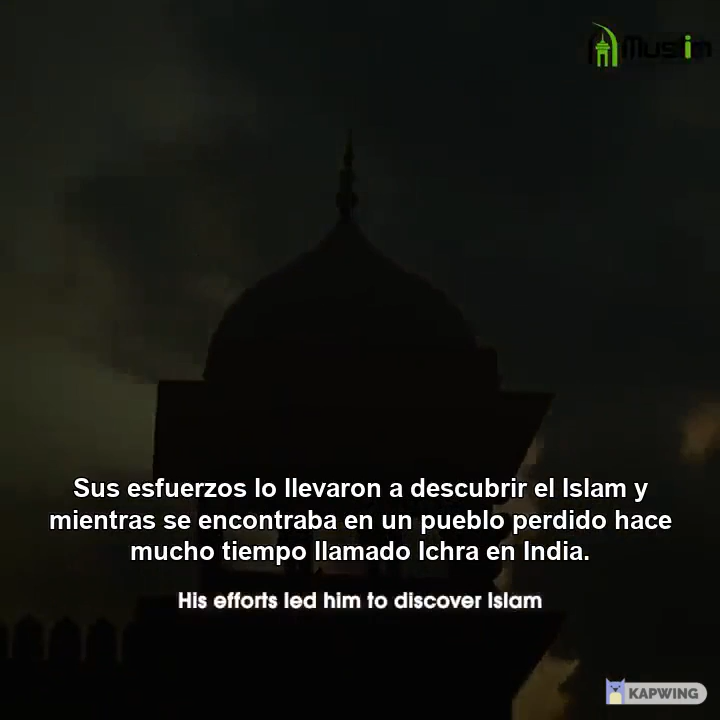 Muslim
Sus esfuerzos lo llevaron a descubrir el Islam y
mientras se encontraba en un pueblo perdido hace
mucho tiempo llamado Ichra en India.
His efforts led him to discover Islam
KAPWING